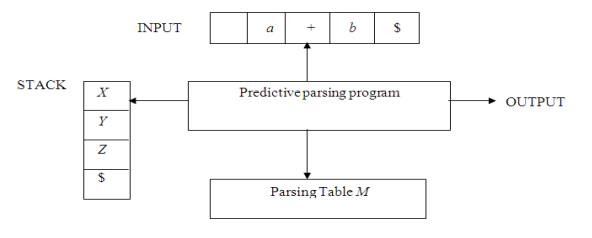 INPUT
a + b $
STACK
X
Y
Z
$
Predictive parsing program
OUTPUT
Parsing Table M